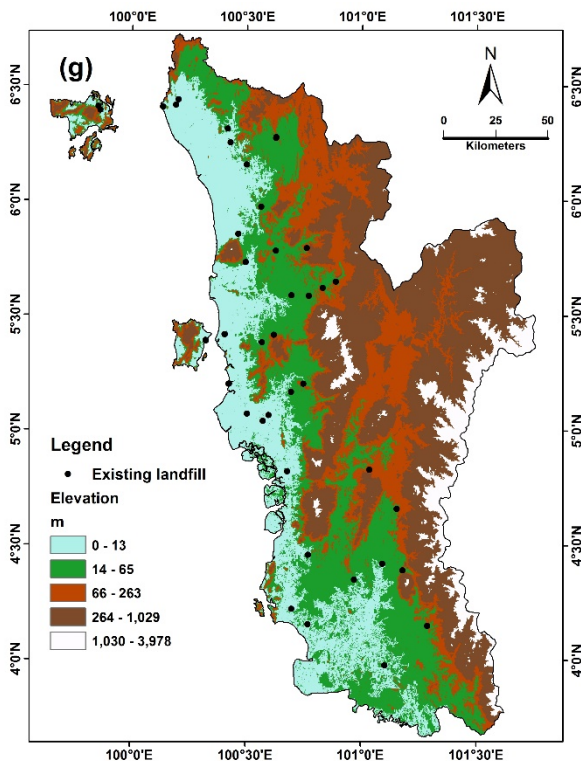 100°0'E 100°30'E 101°0'E 101°30'E
(g)
N
0 25 50
Kilometers
6°30'N 6°30'N
6°0'N 6°0'N
5°30'N 5°30'N
5°0'N 5°0'N
Legend
Existing landfill
Elevation
m
0 - 13
14 - 65
66 - 263
264 - 1,029
1,030 - 3,978
4°30'N 4°30'N
4°0'N 4°0'N
100°0'E 100°30'E 101°0'E 101°30'E